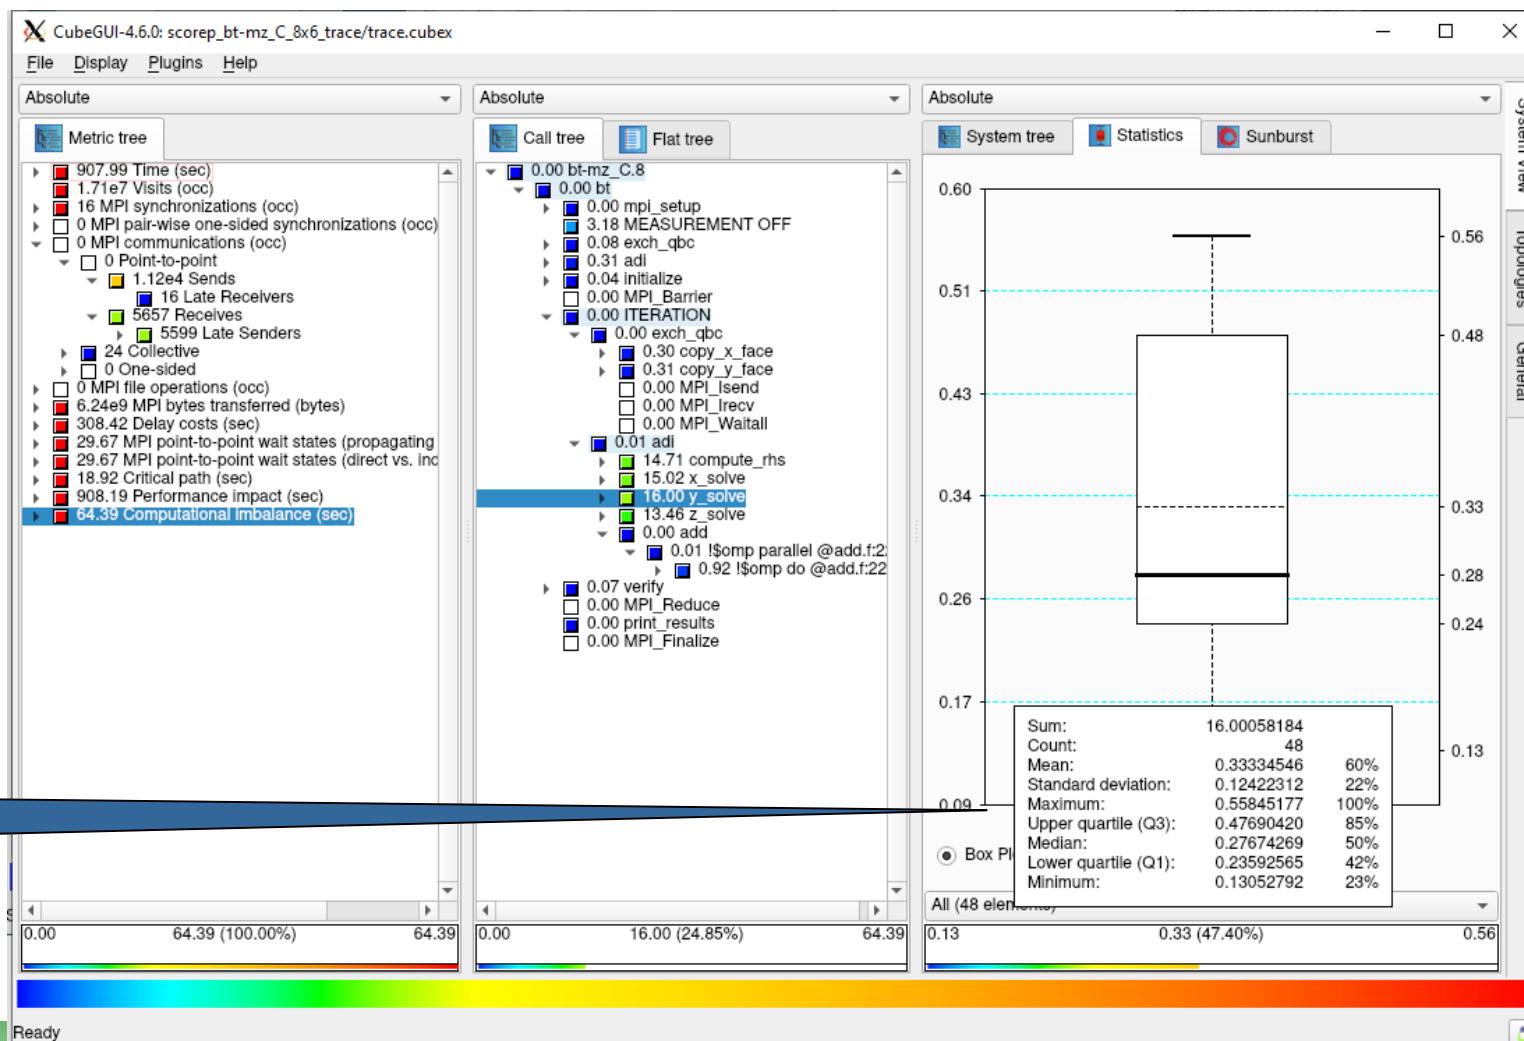 CubeGUI-4.6.0: scorep_bt-mz_C_8x6_trace/trace.cubex
File Display Plugins Help
Absolute
Metric tree
907.99 Time (sec)
1.71e7 Visits (occ)
16 MPI synchronizations (occ)
0 MPI pair-wise one-sided synchronizations (occ)
0 MPI communications (occ)
0 Point-to-point
1.12e4 Sends
16 Late Receivers
5657 Receives
5599 Late Senders
24 Collective
0 One-sided
0 MPI file operations (occ)
6.24e9 MPI bytes transferred (bytes)
308.42 Delay costs (sec)
29.67 MPI point-to-point wait states (propagating
29.67 MPI point-to-point wait states (direct vs. inc
18.92 Critical path (sec)
908.19 Performance impact (sec)
64.39 Computational imbalance (sec)
0.00 64.39 (100.00%) 64.39
Absolute
Call tree Flat tree
0.00 bt-mz_C.8
0.00 bt
0.00 mpi_setup
3.18 MEASUREMENT OFF
0.08 exch_qbc
0.31 adi
0.04 initialize
0.00 MPI_Barrier
0.00 ITERATION
0.00 exch_qbc
0.30 copy_x_face
0.31 copy_y_face
0.00 MPI_Isend
0.00 MPI_Irecv
0.00 MPI_Waitall
0.01 adi
14.71 compute_rhs
15.02 x_solve
16.00 y_solve
13.46 z_solve
0.00 add
0.01 !$omp parallel @add.f:2
0.92 !$omp do @add.f:22
0.07 verify
0.00 MPI_Reduce
0.00 print_results
0.00 MPI_Finalize
0.00 16.00 (24.85%) 64.39
Absolute
System tree Statistics Sunburst
0.60
0.56
0.51
0.48
0.43
0.34
0.33
0.28
0.26
0.24
0.17
0.13
0.09
Sum: 16.00058184
Count: 48
Mean: 0.33334546 60%
Standard deviation: 0.12422312 22%
Maximum: 0.55845177 100%
Upper quartile (Q3): 0.47690420 85%
Median: 0.27674269 50%
Lower quartile (Q1): 0.23592565 42%
Minimum: 0.13052792 23%
Box Pl
All (48 elements)
0.13 0.33 (47.40%) 0.56
System View
Topologies
General
Ready